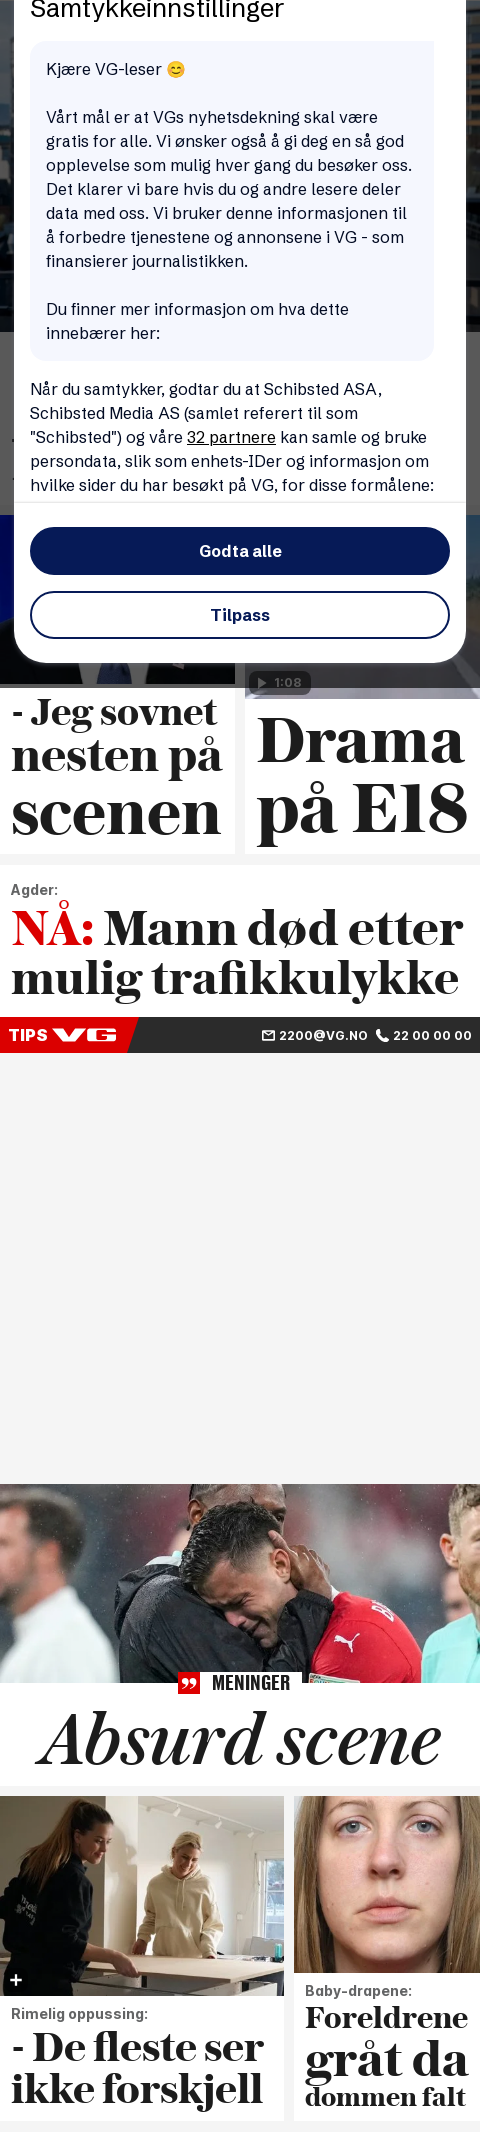 Samtykkeinnstillinger
Kjære VG-leser 😊
Vårt mål er at VGs nyhetsdekning skal være
gratis for alle. Vi ønsker også å gi deg en så god
opplevelse som mulig hver gang du besøker oss.
Det klarer vi bare hvis du og andre lesere deler
data med oss. Vi bruker denne informasjonen til
å forbedre tjenestene og annonsene i VG - som
finansierer journalistikken.
Du finner mer informasjon om hva dette
innebærer her:
Når du samtykker, godtar du at Schibsted ASA,
Schibsted Media AS (samlet referert til som
"Schibsted") og våre 32 partnere kan samle og bruke
persondata, slik som enhets-IDer og informasjon om
hvilke sider du har besøkt på VG, for disse formålene:
Godta alle
Tilpass
1:08
- Jeg sovnet
nesten på
scenen
Drama
på E18
Agder:
NÅ: Mann død etter
mulig trafikkulykke
TIPS VG
2200@VG.NO 22 00 00 00
MENINGER
Absurd scene
Rimelig oppussing:
- De fleste ser
ikke forskjell
Baby-drapene:
Foreldrene
gråt da
dommen falt